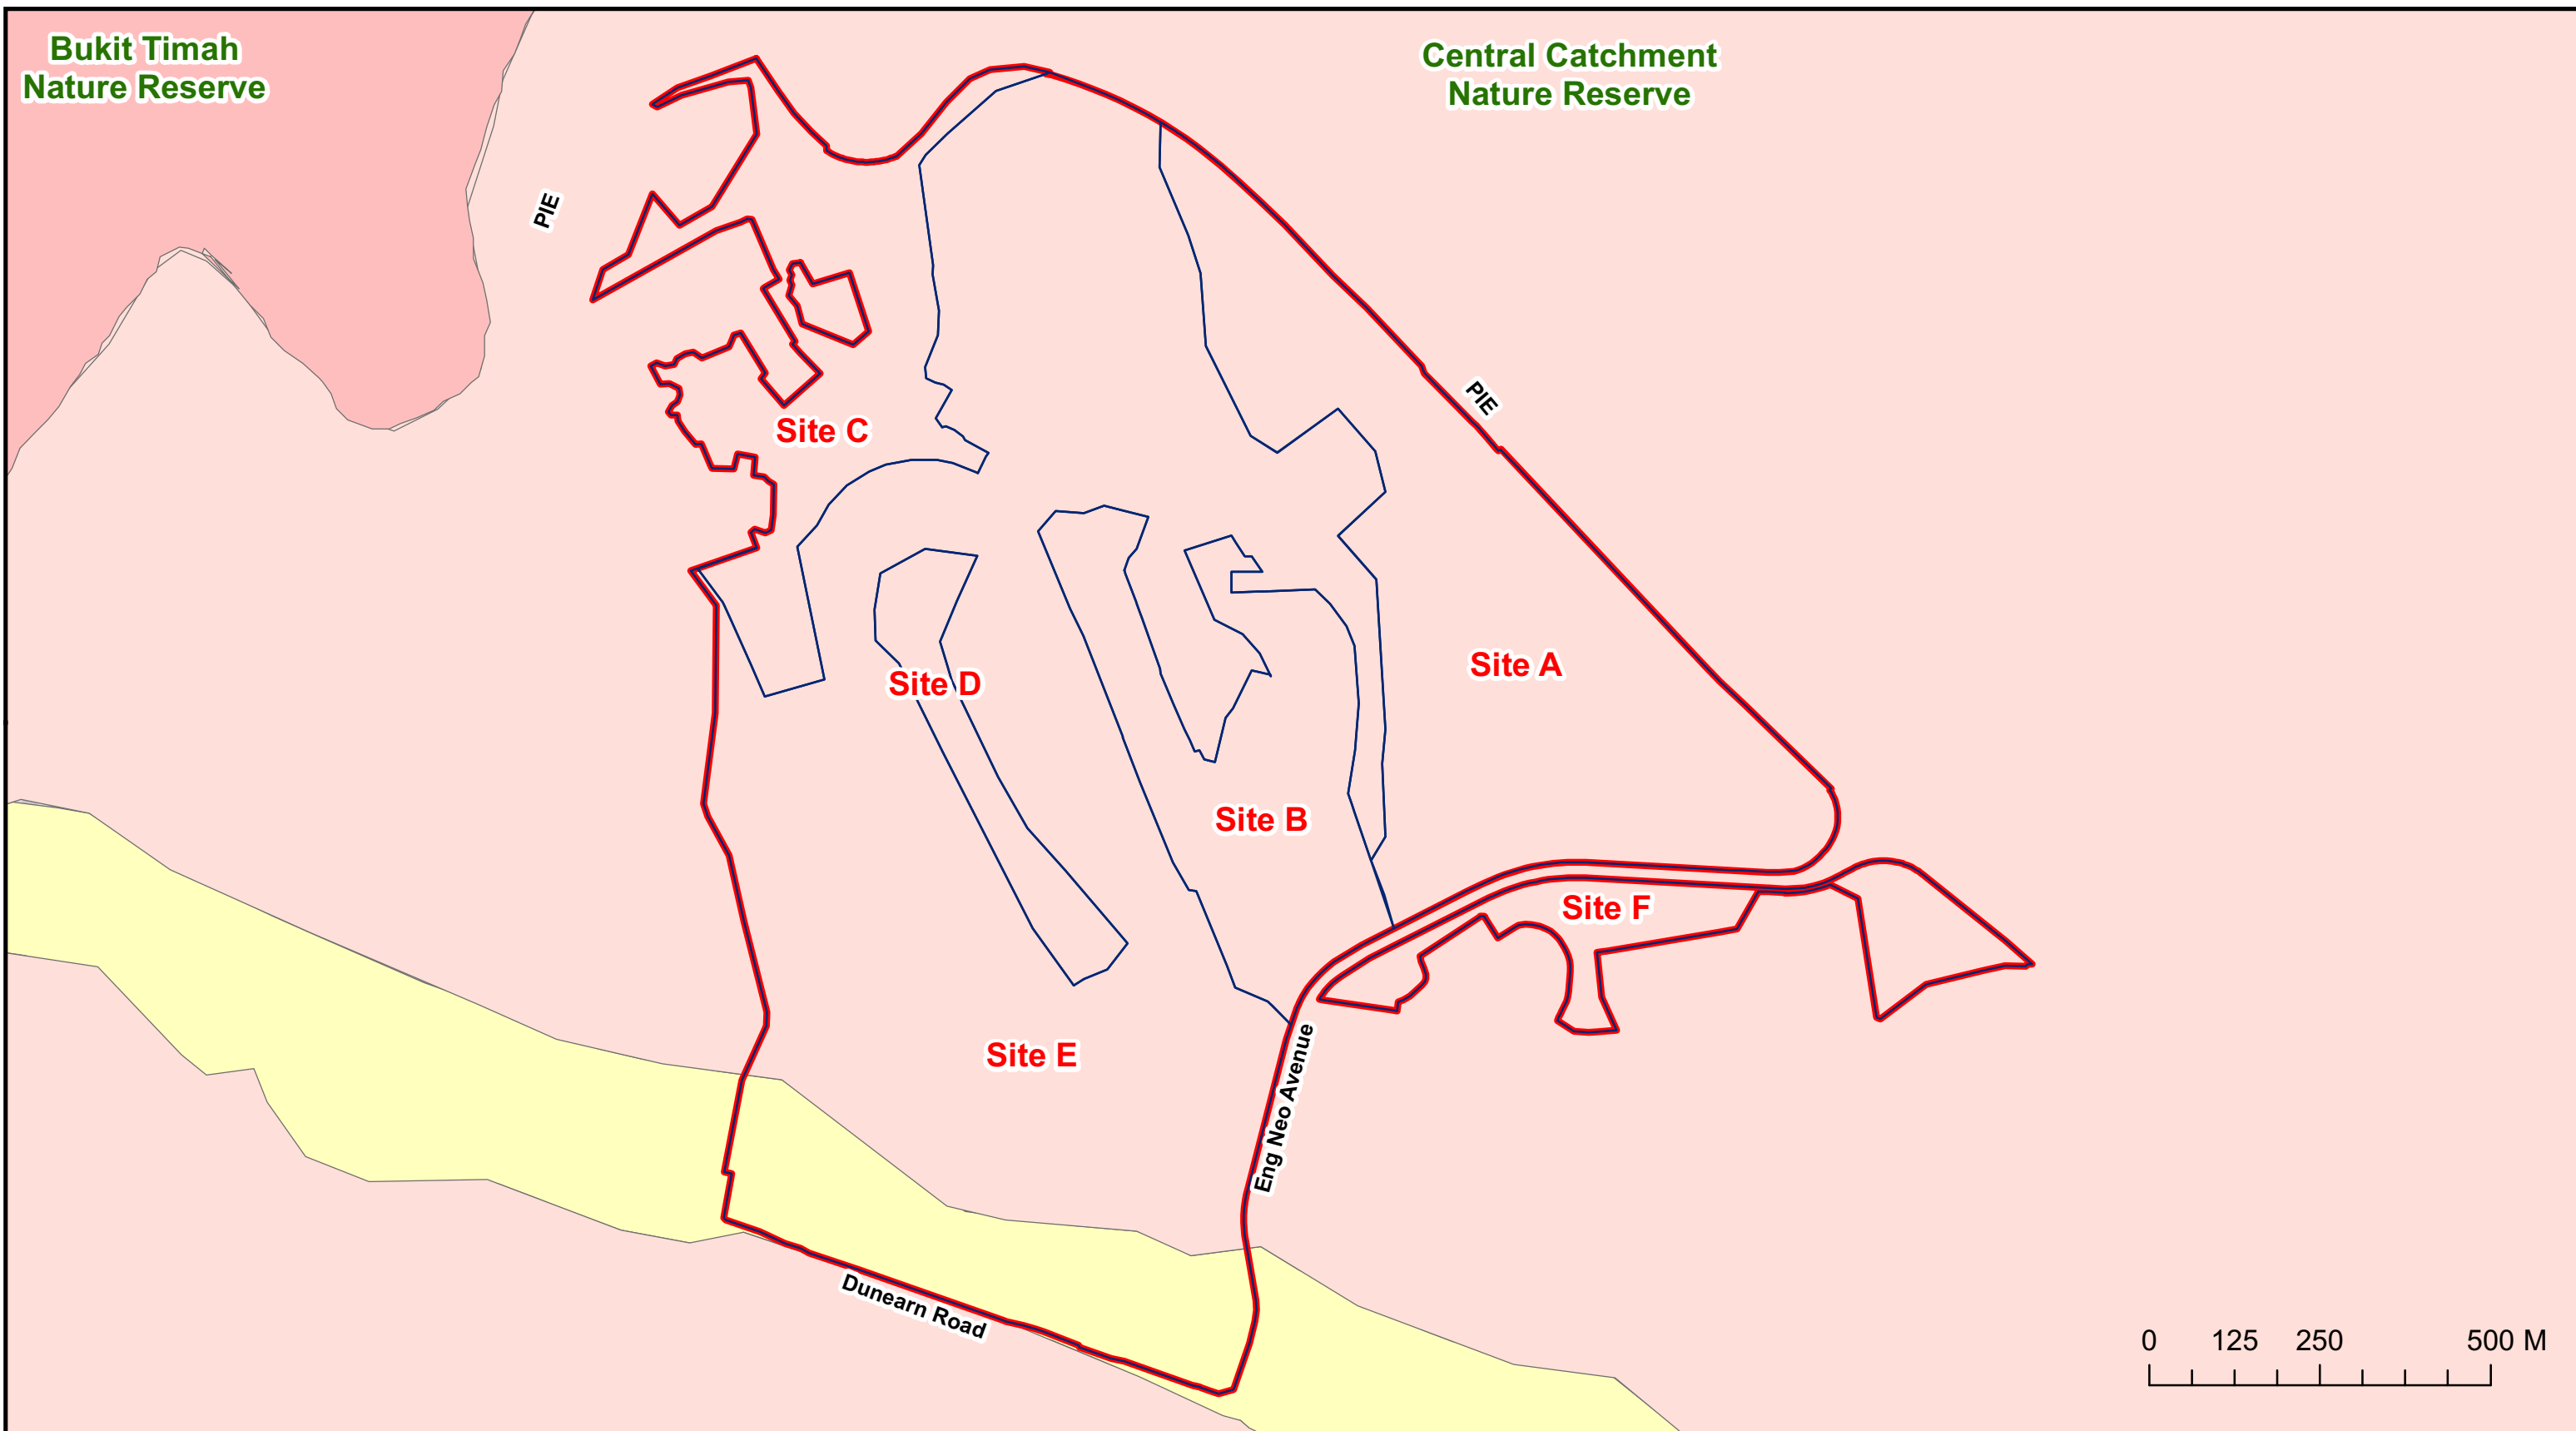 Bukit Timah
Nature Reserve
Central Catchment
Nature Reserve
PIE
PIE
Site C
Site A
Site D
Site B
Site F
Site E
Eng Neo Avenue
Dunearn Road
0 125 250 500 M